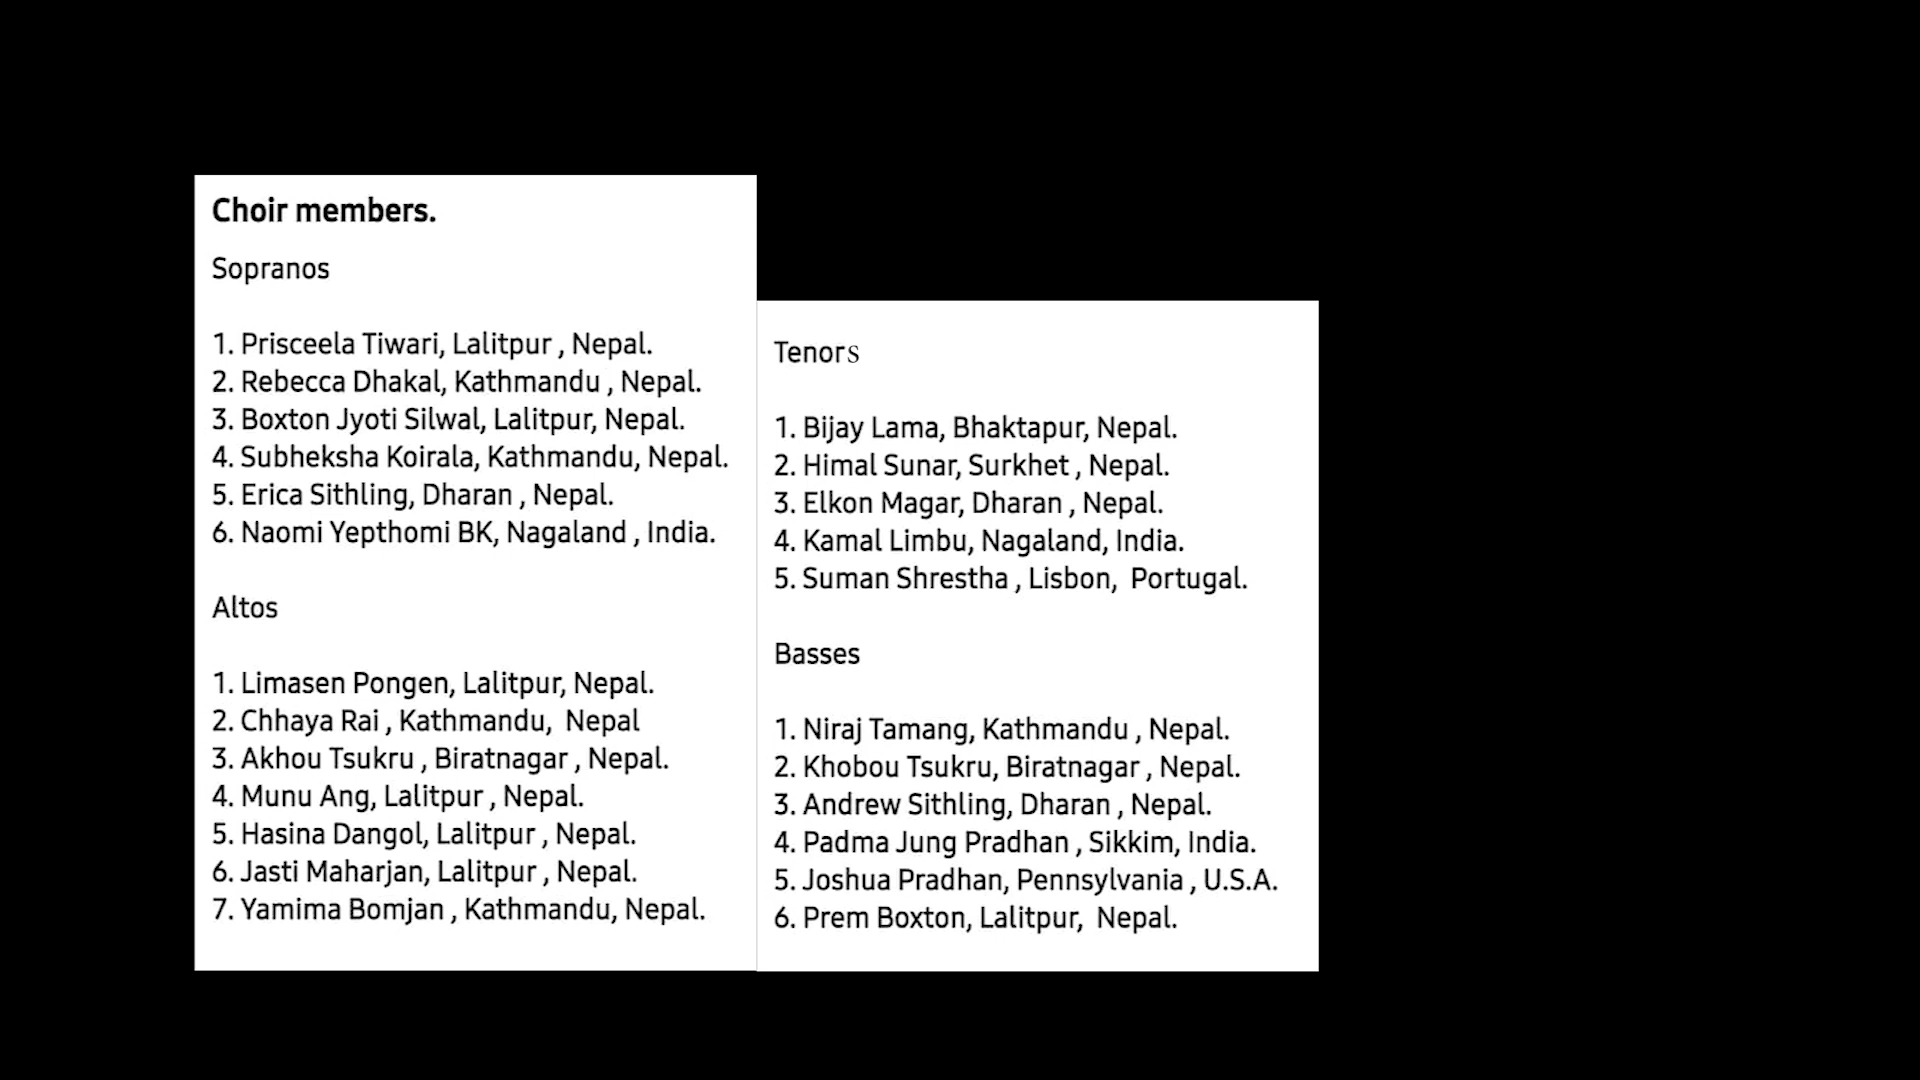 Choir members.
Sopranos
1. Prisceela Tiwari, Lalitpur , Nepal.
2. Rebecca Dhakal, Kathmandu , Nepal.
3. Boxton Jyoti Silwal, Lalitpur, Nepal.
4. Subheksha Koirala, Kathmandu, Nepal.
5. Erica Sithling, Dharan , Nepal.
6. Naomi Yepthomi BK, Nagaland , India.
Altos
1. Limasen Pongen, Lalitpur, Nepal.
2. Chhaya Rai , Kathmandu,  Nepal
3. Akhou Tsukru , Biratnagar , Nepal.
4. Munu Ang, Lalitpur , Nepal.
5. Hasina Dangol, Lalitpur , Nepal.
6. Jasti Maharjan, Lalitpur , Nepal.
7. Yamima Bomjan , Kathmandu, Nepal.
Tenors
1. Bijay Lama, Bhaktapur, Nepal.
2. Himal Sunar, Surkhet , Nepal.
3. Elkon Magar, Dharan , Nepal.
4. Kamal Limbu, Nagaland, India.
5. Suman Shrestha , Lisbon,  Portugal.
Basses
1. Niraj Tamang, Kathmandu , Nepal.
2. Khobou Tsukru, Biratnagar , Nepal.
3. Andrew Sithling, Dharan , Nepal.
4. Padma Jung Pradhan , Sikkim, India.
5. Joshua Pradhan, Pennsylvania , U.S.A.
6. Prem Boxton, Lalitpur,  Nepal.